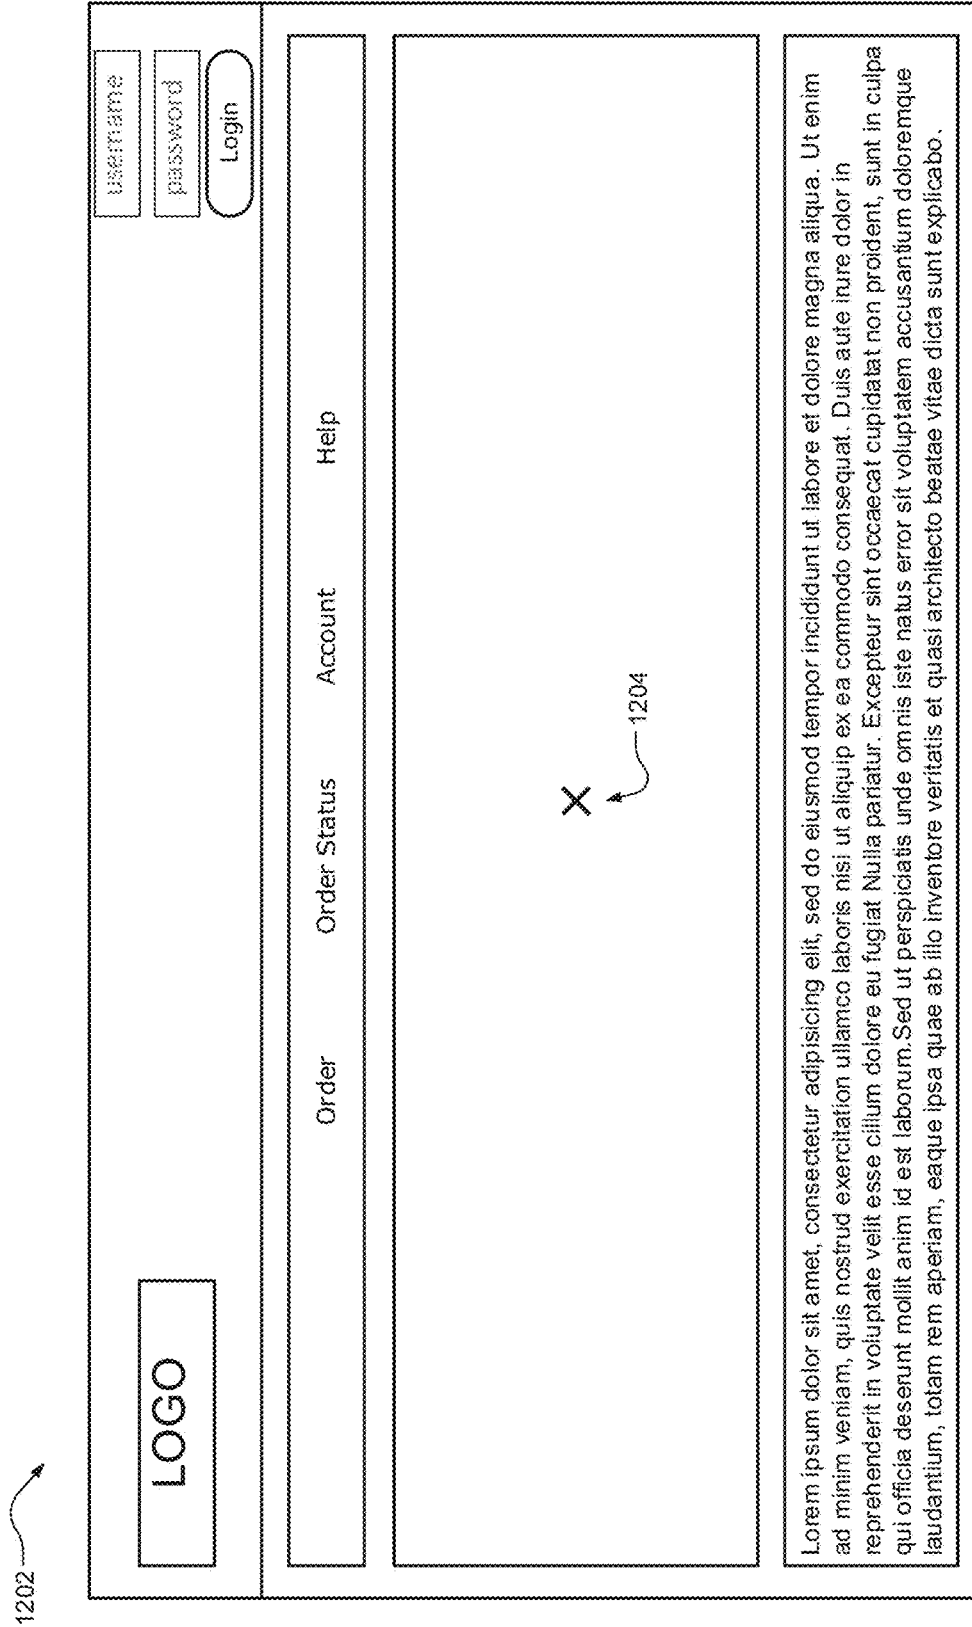 1202
LOGO
username
password
Login
Order
Order Status
Account
Help
1204
Lorem ipsum dolor sit amet, consectetur adipisicing elit, sed do eiusmod tempor incididunt ut labore et dolore magna aliqua. Ut enim
ad minim veniam, quis nostrud exercitation ullamco laboris nisi ut aliquip ex ea commodo consequat. Duis aute irure dolor in
reprehenderit in voluptate velit esse cillum dolore eu fugiat Nulla pariatur. Excepteur sint occaecat cupidatat non proident, sunt in culpa
qui officia deserunt mollit anim id est laborum.Sed ut perspiciatis unde omnis iste natus error sit voluptatem accusantium doloremque
laudantium, totam rem aperiam, eaque ipsa quae ab illo inventore veritatis et quasi architecto beatae vitae dicta sunt explicabo.